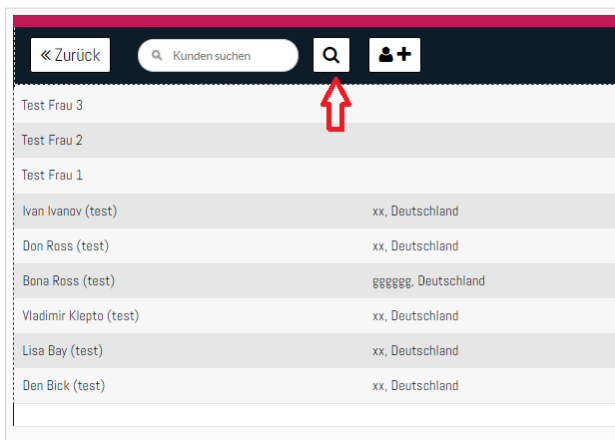 « Zurück Kunden suchen
Test Frau 3
Test Frau 2
Test Frau 1
Ivan Ivanov (test) xx, Deutschland
Don Ross (test) xx, Deutschland
Bona Ross (test) gggggg, Deutschland
Vladimir Klepto (test) xx, Deutschland
Lisa Bay (test) xx, Deutschland
Den Bick (test) xx, Deutschland